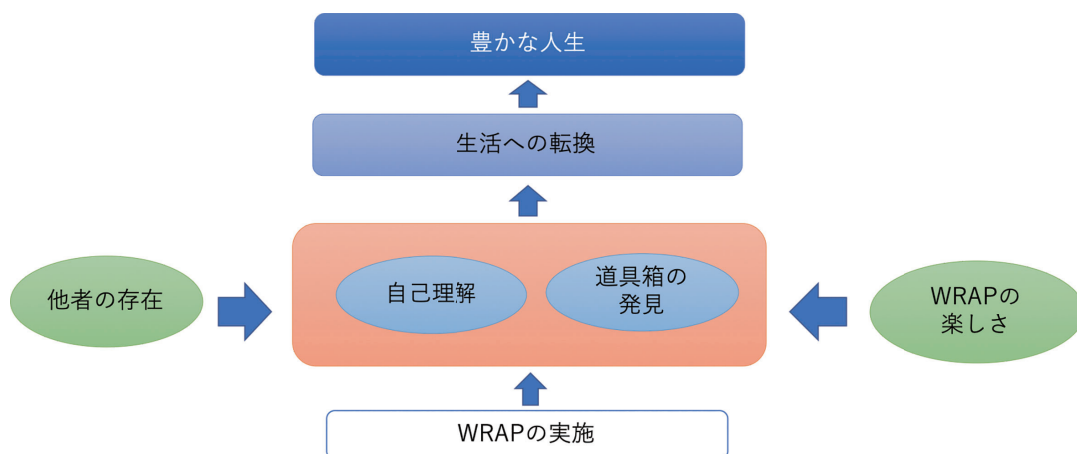 豊かな人生
生活への転換
他者の存在
自己理解
道具箱の
発見
WRAPの
楽しさ
WRAPの実施